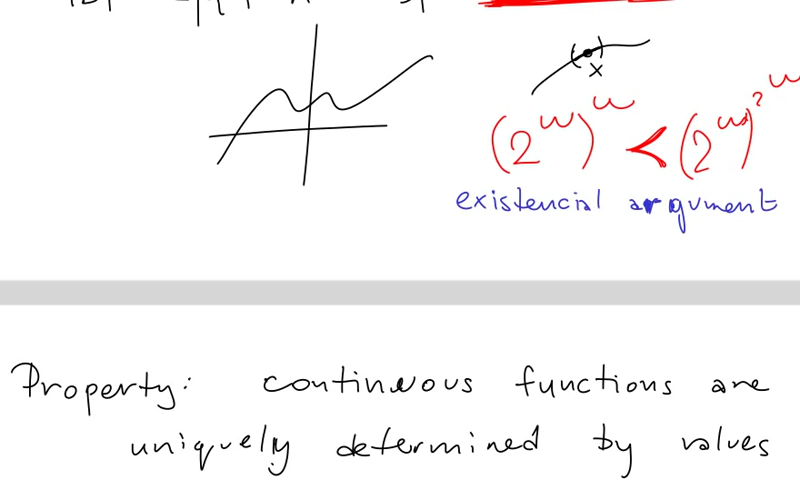 x
(2^ω)^ω < (2^ω)^2^ω
existencial argument
Property: continuous functions are
uniquely determined by values